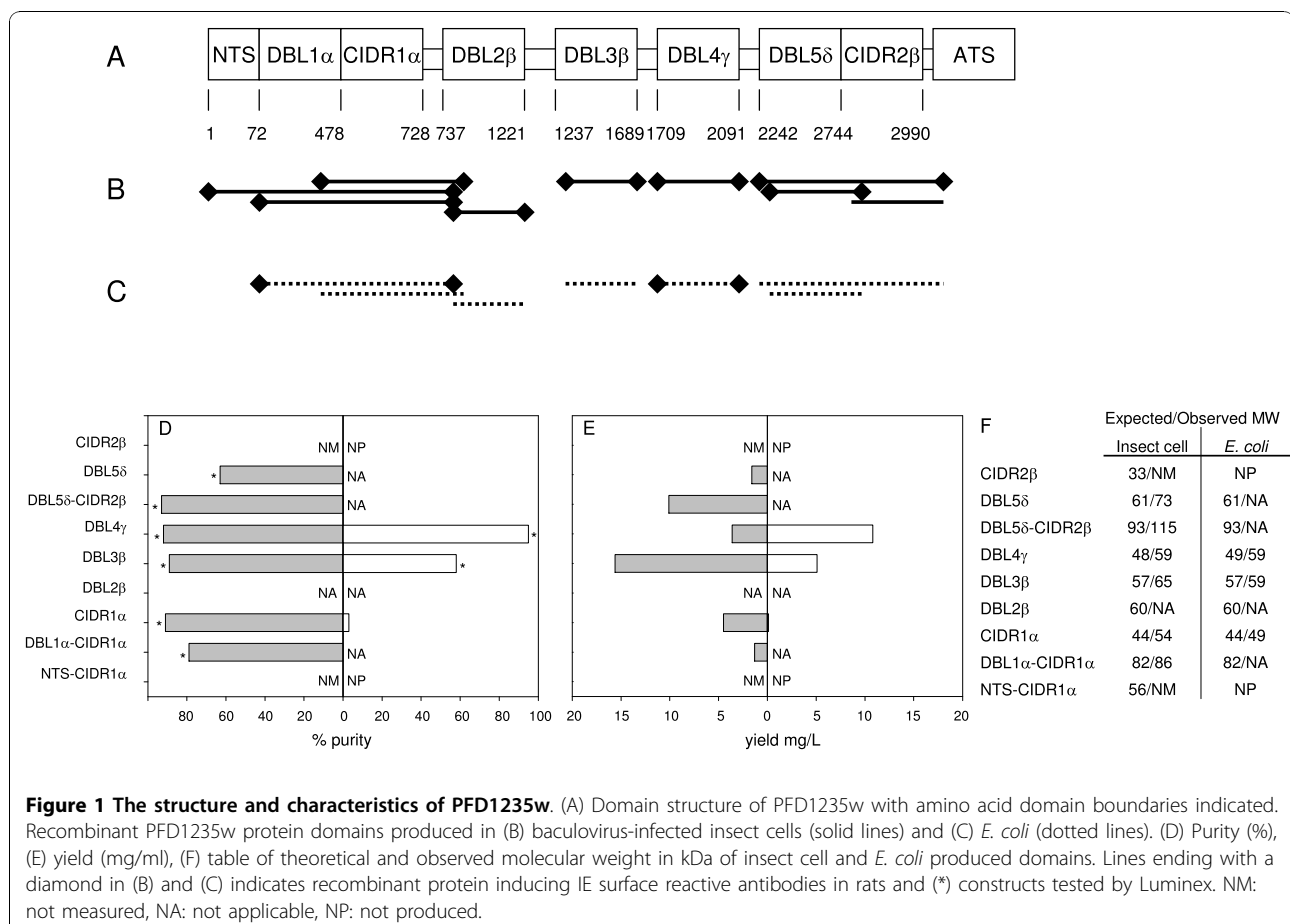 A
NTS DBL1α CIDR1α DBL2β DBL3β DBL4γ DBL5δ CIDR2β ATS
1 72 478 728 737 1221 1237 1689 1709 2091 2242 2744 2990
B
C
D
CIDR2β NM NP
DBL5δ * NA
DBL5δ-CIDR2β * NA
DBL4γ * *
DBL3β * *
DBL2β NA NA
CIDR1α *
DBL1α-CIDR1α * NA
NTS-CIDR1α NM NP
80 60 40 20 0 20 40 60 80 100
% purity
E
NM NP
NA
NA
NA NA
NA
NM NP
20 15 10 5 0 5 10 15 20
yield mg/L
F
Expected/Observed MW
Insect cell E. coli
CIDR2β 33/NM NP
DBL5δ 61/73 61/NA
DBL5δ-CIDR2β 93/115 93/NA
DBL4γ 48/59 49/59
DBL3β 57/65 57/59
DBL2β 60/NA 60/NA
CIDR1α 44/54 44/49
DBL1α-CIDR1α 82/86 82/NA
NTS-CIDR1α 56/NM NP
Figure 1 The structure and characteristics of PFD1235w. (A) Domain structure of PFD1235w with amino acid domain boundaries indicated.
Recombinant PFD1235w protein domains produced in (B) baculovirus-infected insect cells (solid lines) and (C) E. coli (dotted lines). (D) Purity (%),
(E) yield (mg/ml), (F) table of theoretical and observed molecular weight in kDa of insect cell and E. coli produced domains. Lines ending with a
diamond in (B) and (C) indicates recombinant protein inducing IE surface reactive antibodies in rats and (*) constructs tested by Luminex. NM:
not measured, NA: not applicable, NP: not produced.